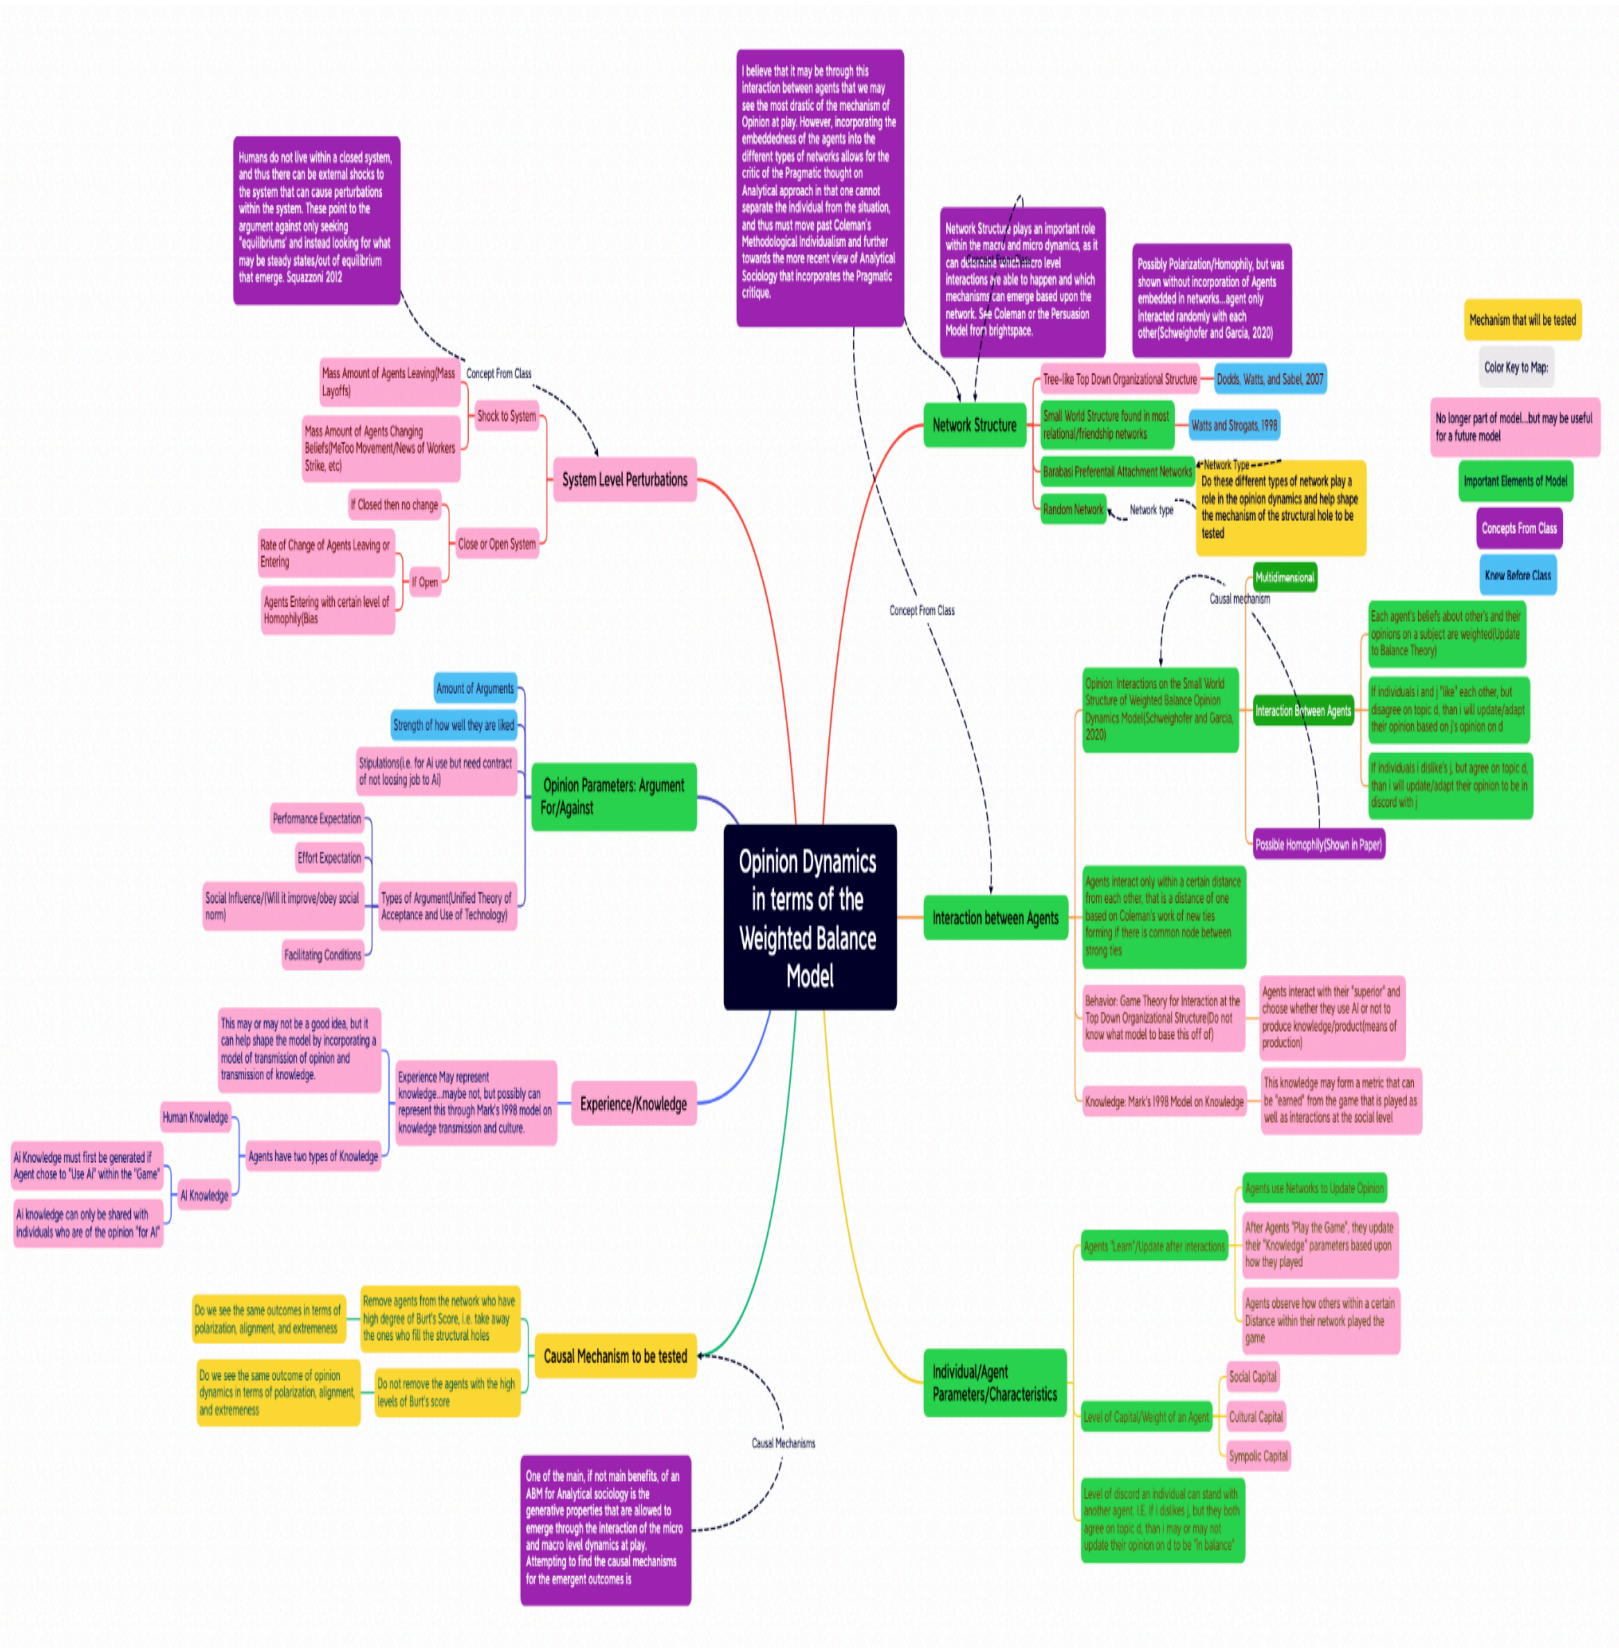 I believe that it may be through this
interaction between agents that we may
see the most drastic of the mechanism of
Opinion at play. However, incorporating the
embeddedness of the agents into the
different types of networks allows for the
critic of the Pragmatic thought on
Analytical approach in that one cannot
separate the individual from the situation,
and thus must move past Coleman's
Methodological Individualism and further
towards the more recent view of Analytical
Sociology that incorporates the Pragmatic
critique.
Humans do not live within a closed system,
and thus there can be external shocks to
the system that can cause perturbations
within the system. These point to the
argument against only seeking
"equilibriums' and instead looking for what
may be steady states/out of equilibrium
that emerge. Squazzoni 2012
Network Structure plays an important role
within the macro and micro dynamics, as it
can determine which micro level
interactions are able to happen and which
mechanisms can emerge based upon the
network. See Coleman or the Persuasion
Model from brightspace.
Concept From Class
Possibly Polarization/Homophily, but was
shown without incorporation of Agents
embedded in networks...agent only
interacted randomly with each
other(Schweighofer and Garcia, 2020)
Mechanism that will be tested
Color Key to Map:
No longer part of model...but may be useful
for a future model
Important Elements of Model
Concepts From Class
Knew Before Class
Concept From Class
Mass Amount of Agents Leaving(Mass
Layoffs)
Mass Amount of Agents Changing
Beliefs(MeToo Movement/News of Workers
Strike, etc)
Shock to System
System Level Perturbations
If Closed then no change
Close or Open System
Rate of Change of Agents Leaving or
Entering
If Open
Agents Entering with certain level of
Homophily(Bias
Network Structure
Tree-like Top Down Organizational Structure
Dodds, Watts, and Sabel, 2007
Small World Structure found in most
relational/friendship networks
Watts and Strogats, 1998
Barabasi Preferentail Attachment Networks
Network Type
Random Network
Network type
Do these different types of network play a
role in the opinion dynamics and help shape
the mechanism of the structural hole to be
tested
Concept From Class
Amount of Arguments
Strength of how well they are liked
Stipulations(i.e. for Ai use but need contract
of not loosing job to Ai)
Opinion Parameters: Argument
For/Against
Performance Expectation
Effort Expectation
Social Influence/(Will it improve/obey social
norm)
Types of Argument(Unified Theory of
Acceptance and Use of Technology)
Facilitating Conditions
Opinion Dynamics
in terms of the
Weighted Balance
Model
Interaction between Agents
Multidimensional
Causal mechanism
Opinion: Interactions on the Small World
Structure of Weighted Balance Opinion
Dynamics Model(Schweighofer and Garcia,
2020)
Interaction Between Agents
Each agent's beliefs about other's and their
opinions on a subject are weighted(Update
to Balance Theory)
If individuals i and j "like" each other, but
disagree on topic d, than i will update/adapt
their opinion based on j's opinion on d
If individuals i dislike's j, but agree on topic d,
than i will update/adapt their opinion to be in
discord with j
Possible Homophily(Shown in Paper)
Agents interact only within a certain distance
from each other, that is a distance of one
based on Coleman's work of new ties
forming if there is common node between
strong ties
Behavior: Game Theory for Interaction at the
Top Down Organizational Structure(Do not
know what model to base this off of)
Agents interact with their "superior" and
choose whether they use AI or not to
produce knowledge/product(means of
production)
Knowledge: Mark's 1998 Model on Knowledge
This knowledge may form a metric that can
be "earned" from the game that is played as
well as interactions at the social level
This may or may not be a good idea, but it
can help shape the model by incorporating a
model of transmission of opinion and
transmission of knowledge.
Experience May represent
knowledge...maybe not, but possibly can
represent this through Mark's 1998 model on
knowledge transmission and culture.
Experience/Knowledge
Human Knowledge
Agents have two types of Knowledge
Ai Knowledge must first be generated if
Agent chose to "Use Ai" within the "Game"
AI Knowledge
Ai knowledge can only be shared with
individuals who are of the opinion "for AI"
Do we see the same outcomes in terms of
polarization, alignment, and extremeness
Remove agents from the network who have
high degree of Burt's Score, i.e. take away
the ones who fill the structural holes
Causal Mechanism to be tested
Do we see the same outcome of opinion
dynamics in terms of polarization, alignment,
and extremeness
Do not remove the agents with the high
levels of Burt's score
Causal Mechanisms
One of the main, if not main benefits, of an
ABM for Analytical sociology is the
generative properties that are allowed to
emerge through the interaction of the micro
and macro level dynamics at play.
Attempting to find the causal mechanisms
for the emergent outcomes is
Individual/Agent
Parameters/Characteristics
Agents "Learn"/Update after interactions
Agents use Networks to Update Opinion
After Agents "Play the Game", they update
their "Knowledge" parameters based upon
how they played
Agents observe how others within a certain
Distance within their network played the
game
Level of Capital/Weight of an Agent
Social Capital
Cultural Capital
Sympolic Capital
Level of discord an individual can stand with
another agent. I.E. If i dislikes j, but they both
agree on topic d, than i may or may not
update their opinion on d to be "in balance"